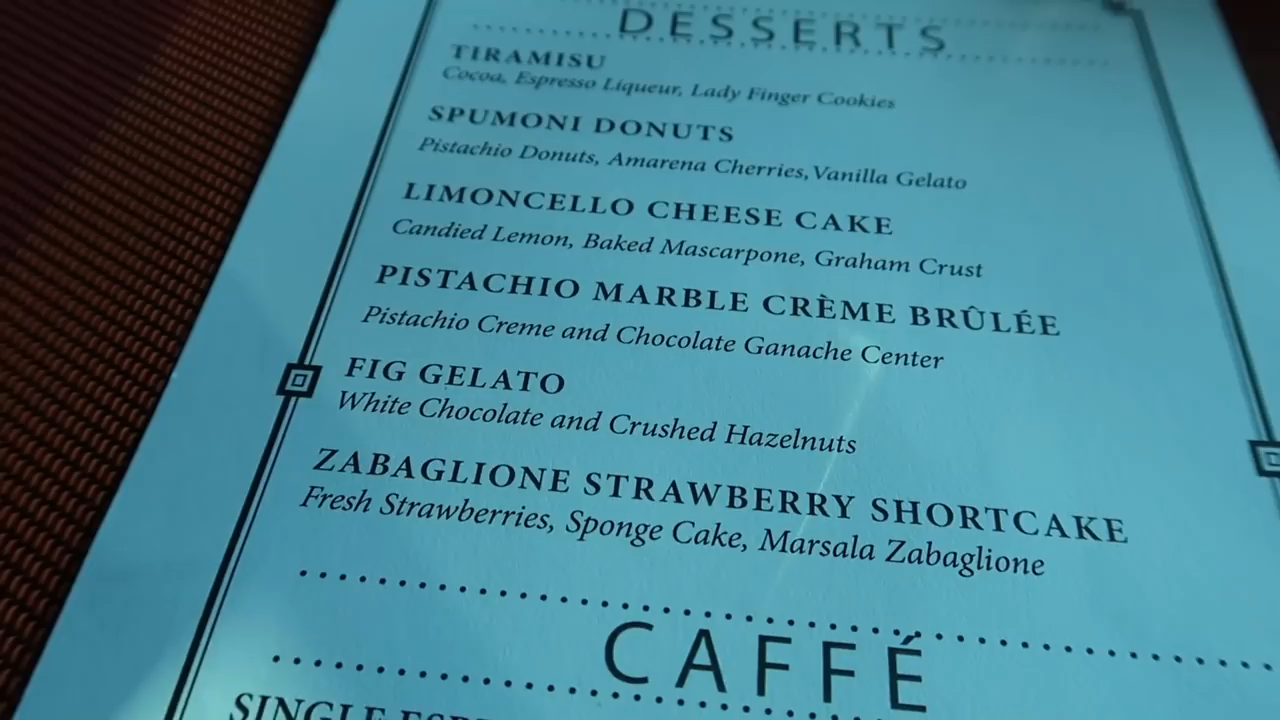 DESSERTS
TIRAMISU
Cocoa, Espresso Liqueur, Lady Finger Cookies
SPUMONI DONUTS
Pistachio Donuts, Amarena Cherries, Vanilla Gelato
LIMONCELLO CHEESE CAKE
Candied Lemon, Baked Mascarpone, Graham Crust
PISTACHIO MARBLE CRÈME BRÛLÉE
Pistachio Creme and Chocolate Ganache Center
FIG GELATO
White Chocolate and Crushed Hazelnuts
ZABAGLIONE STRAWBERRY SHORTCAKE
Fresh Strawberries, Sponge Cake, Marsala Zabaglione
CAFFÉ
SINGLE